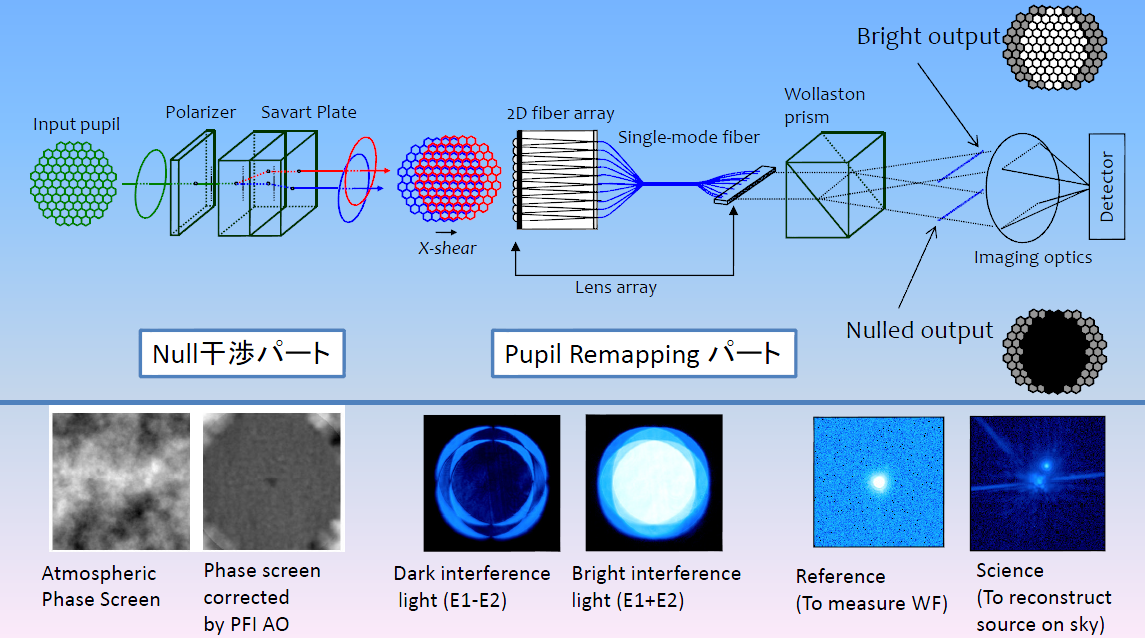 Bright output
Input pupil
Polarizer
Savart Plate
2D fiber array
Single-mode fiber
Wollaston
prism
Detector
X-shear
Imaging optics
Lens array
Nulled output
Null干渉パート
Pupil Remapping パート
Atmospheric
Phase Screen
Phase screen
corrected
by PFI AO
Dark interference
light (E1-E2)
Bright interference
light (E1+E2)
Reference
(To measure WF)
Science
(To reconstruct
source on sky)